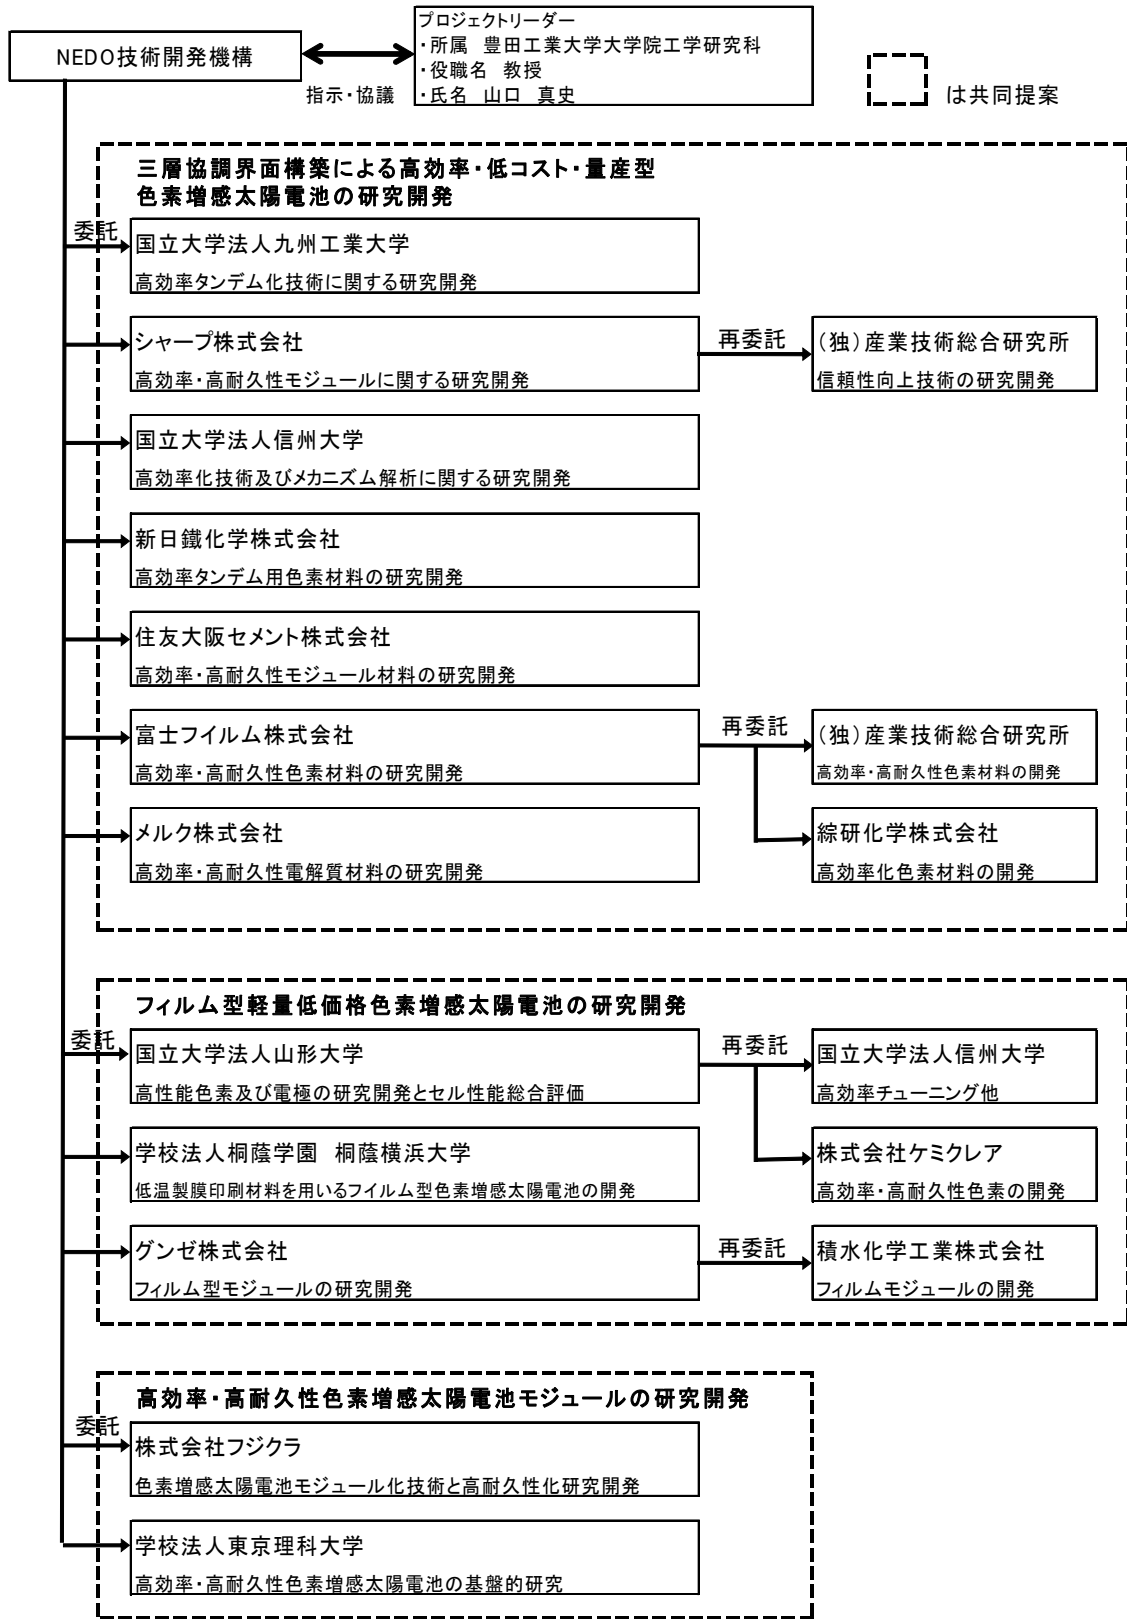 プロジェクトリーダー
・所属 豊田工業大学大学院工学研究科
・役職名 教授
・氏名 山口 真史
NEDO技術開発機構
指示・協議
は共同提案
三層協調界面構築による高効率・低コスト・量産型
色素増感太陽電池の研究開発
委託
国立大学法人九州工業大学
高効率タンデム化技術に関する研究開発
シャープ株式会社
高効率・高耐久性モジュールに関する研究開発
再委託
(独)産業技術総合研究所
信頼性向上技術の研究開発
国立大学法人信州大学
高効率化技術及びメカニズム解析に関する研究開発
新日鐵化学株式会社
高効率タンデム用色素材料の研究開発
住友大阪セメント株式会社
高効率・高耐久性モジュール材料の研究開発
富士フイルム株式会社
高効率・高耐久性色素材料の研究開発
再委託
(独)産業技術総合研究所
高効率・高耐久性色素材料の開発
メルク株式会社
高効率・高耐久性電解質材料の研究開発
綜研化学株式会社
高効率化色素材料の開発
フィルム型軽量低価格色素増感太陽電池の研究開発
委託
国立大学法人山形大学
高性能色素及び電極の研究開発とセル性能総合評価
再委託
国立大学法人信州大学
高効率チューニング他
学校法人桐蔭学園 桐蔭横浜大学
低温製膜印刷材料を用いるフイルム型色素増感太陽電池の開発
株式会社ケミクレア
高効率・高耐久性色素の開発
グンゼ株式会社
フィルム型モジュールの研究開発
再委託
積水化学工業株式会社
フィルムモジュールの開発
高効率・高耐久性色素増感太陽電池モジュールの研究開発
委託
株式会社フジクラ
色素増感太陽電池モジュール化技術と高耐久性化研究開発
学校法人東京理科大学
高効率・高耐久性色素増感太陽電池の基盤的研究